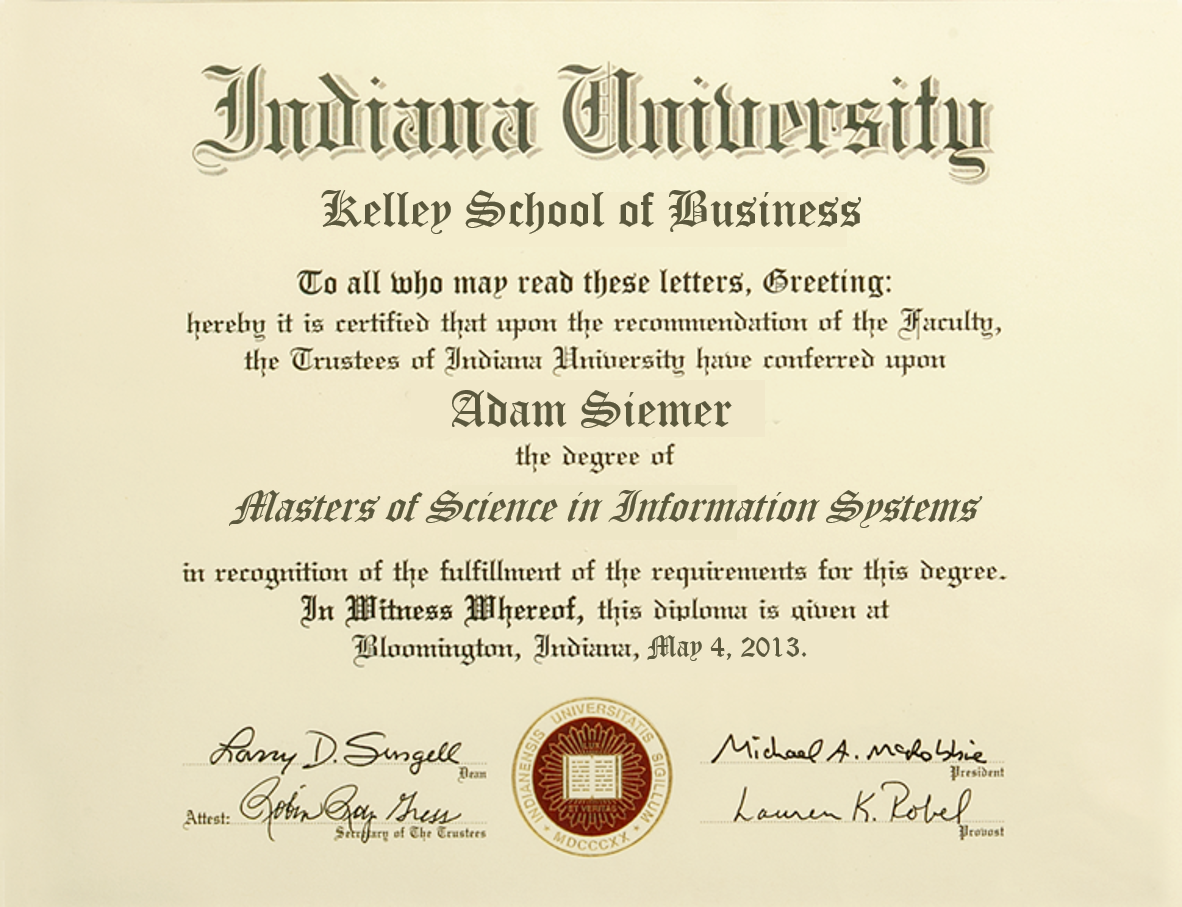 Indiana University
Kelley School of Business
To all who may read these letters, Greeting:
hereby it is certified that upon the recommendation of the Faculty,
the Trustees of Indiana University have conferred upon
Adam Siemer
the degree of
Masters of Science in Information Systems
in recognition of the fulfillment of the requirements for this degree.
In Witness Whereof, this diploma is given at
Bloomington, Indiana, May 4, 2013.
Larry D. Singell
Dean
Attest: Robin Roy Gress
Secretary of The Trustees
INDIANENSIS UNIVERSITATIS SIGILLUM
LUX
ET VERITAS
MDCCCXX
Michael A. McRobbie
President
Lauren K. Robel
Provost